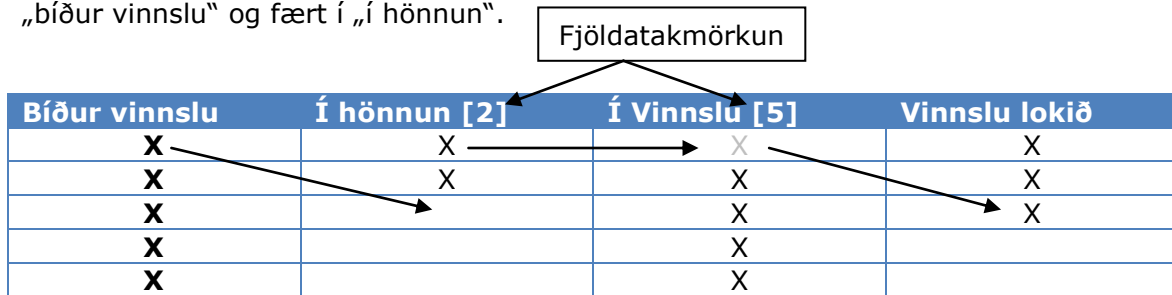 „bíður vinnslu“ og fært í „í hönnun“.
Fjöldatakmörkun
Bíður vinnslu Í hönnun [2] Í Vinnslu [5] Vinnslu lokið
X X X X
X X X X
X X X
X X
X X